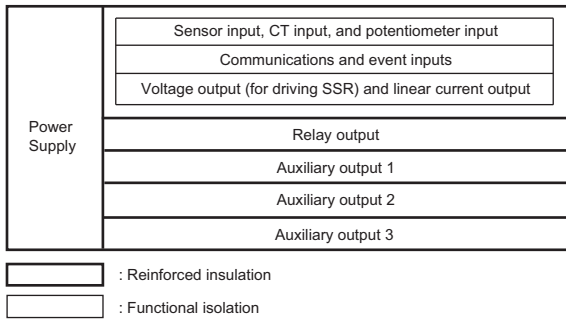 Sensor input, CT input, and potentiometer input
Communications and event inputs
Voltage output (for driving SSR) and linear current output
Power
Supply
Relay output
Auxiliary output 1
Auxiliary output 2
Auxiliary output 3
: Reinforced insulation
: Functional isolation